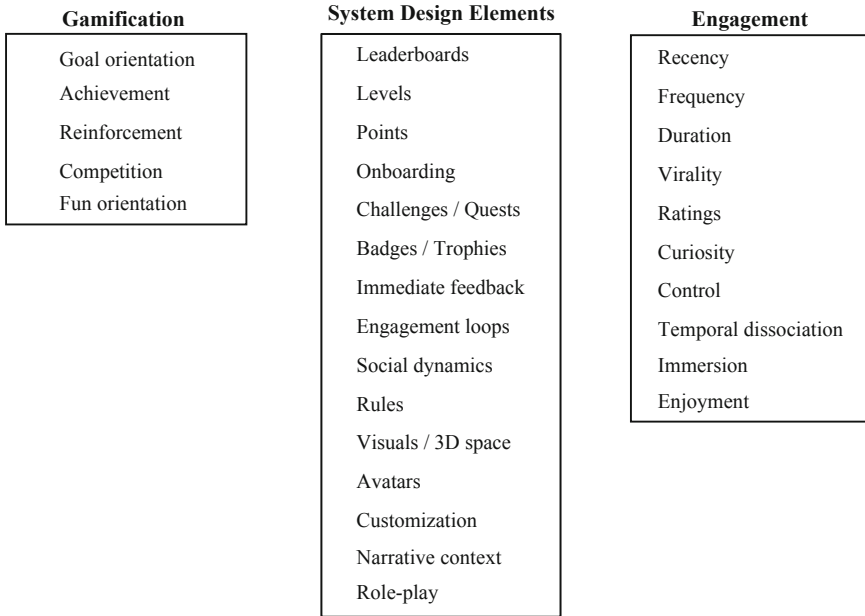 Gamification
Goal orientation
Achievement
Reinforcement
Competition
Fun orientation
System Design Elements
Leaderboards
Levels
Points
Onboarding
Challenges / Quests
Badges / Trophies
Immediate feedback
Engagement loops
Social dynamics
Rules
Visuals / 3D space
Avatars
Customization
Narrative context
Role-play
Engagement
Recency
Frequency
Duration
Virality
Ratings
Curiosity
Control
Temporal dissociation
Immersion
Enjoyment